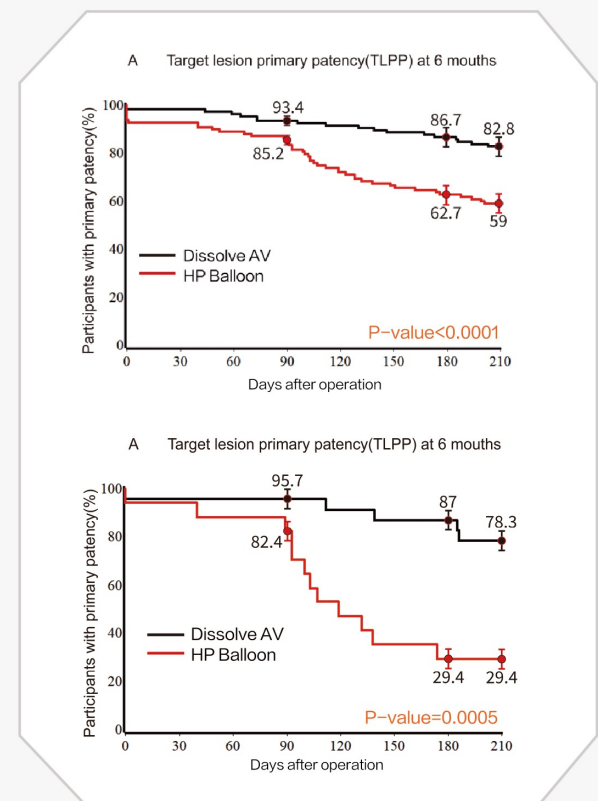 A Target lesion primary patency(TLPP) at 6 mouths
Participants with primary patency(%)
100
80
60
40
20
0
93.4
86.7
82.8
85.2
62.7
59
Dissolve AV
HP Balloon
P-value<0.0001
0 30 60 90 120 150 180 210
Days after operation
A Target lesion primary patency(TLPP) at 6 mouths
Participants with primary patency(%)
100
80
60
40
20
0
95.7
87
78.3
82.4
29.4 29.4
Dissolve AV
HP Balloon
P-value=0.0005
0 30 60 90 120 150 180 210
Days after operation